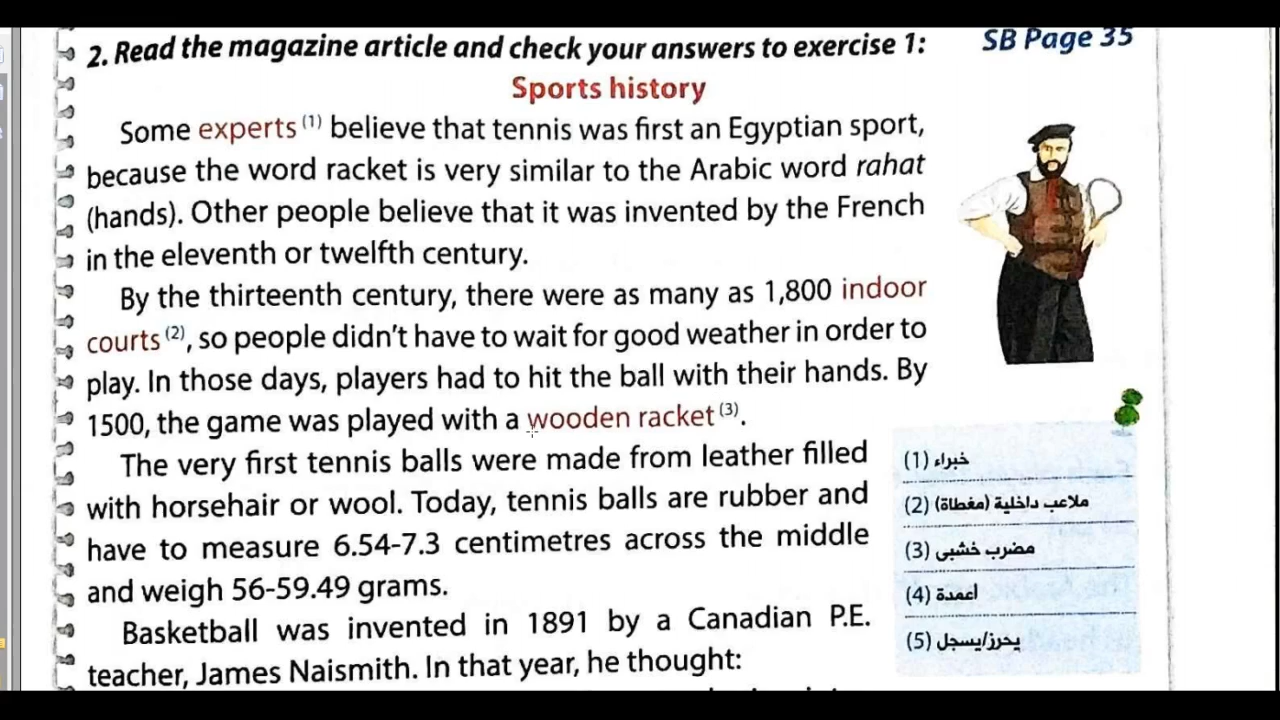 2. Read the magazine article and check your answers to exercise 1:
SB Page 35
Sports history
Some experts (1) believe that tennis was first an Egyptian sport,
because the word racket is very similar to the Arabic word rahat
(hands). Other people believe that it was invented by the French
in the eleventh or twelfth century.
By the thirteenth century, there were as many as 1,800 indoor
courts (2), so people didn't have to wait for good weather in order to
play. In those days, players had to hit the ball with their hands. By
1500, the game was played with a wooden racket (3).
The very first tennis balls were made from leather filled
with horsehair or wool. Today, tennis balls are rubber and
have to measure 6.54-7.3 centimetres across the middle
and weigh 56-59.49 grams.
Basketball was invented in 1891 by a Canadian P.E.
teacher, James Naismith. In that year, he thought:
(1) خبراء
(2) ملاعب داخلية (مغطاة)
(3) مضرب خشبى
(4) أعمدة
(5) يحرز/يسجل